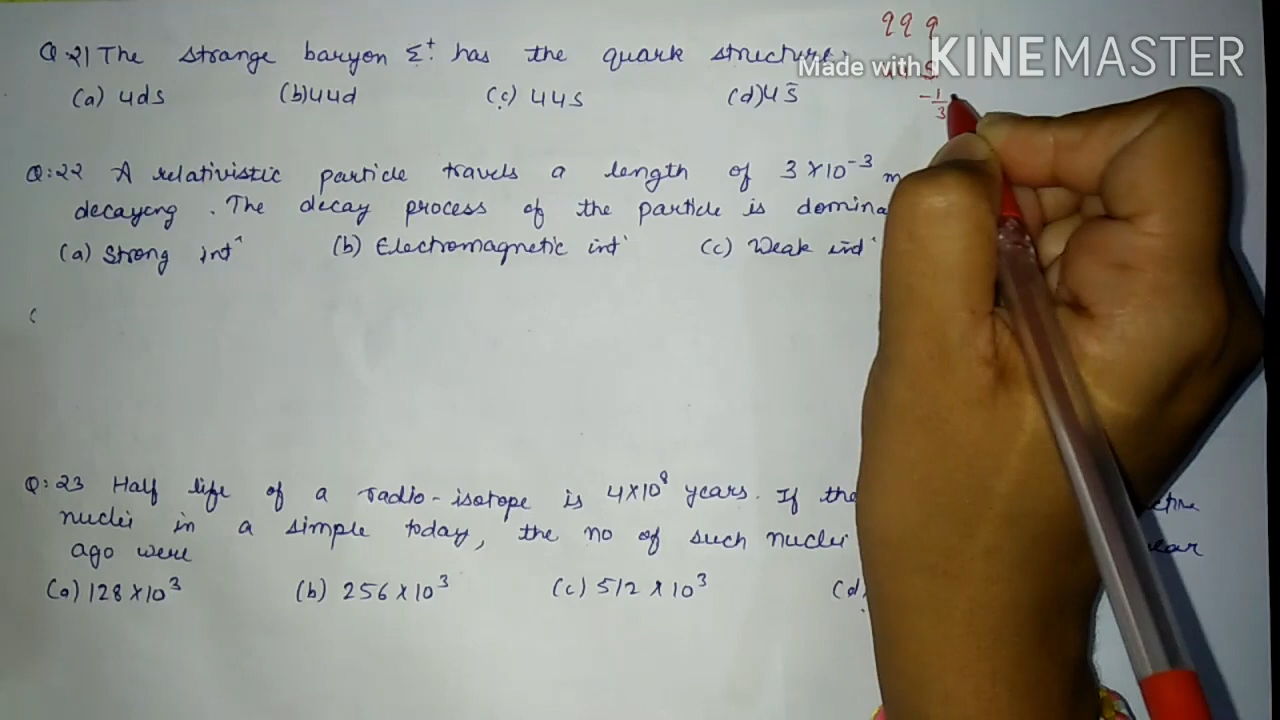 q q q
Q.21 The strange baryon Σ⁺ has the quark structure:
Made with KINEMASTER
(a) uds (b) uud (c) uus (d) u s̄
S
-1/3
Q:22 A relativistic particle travels a length of 3×10⁻³ m
decaying . The decay process of the particle is domina
(a) Strong int^ (b) Electromagnetic int' (c) Weak int'
(
Q:23 Half life of a radio-isotope is 4×10⁸ years. If the
nuclei in a simple today, the no of such nuclei
ago were
(a) 128×10³ (b) 256×10³ (c) 512×10³ (d)